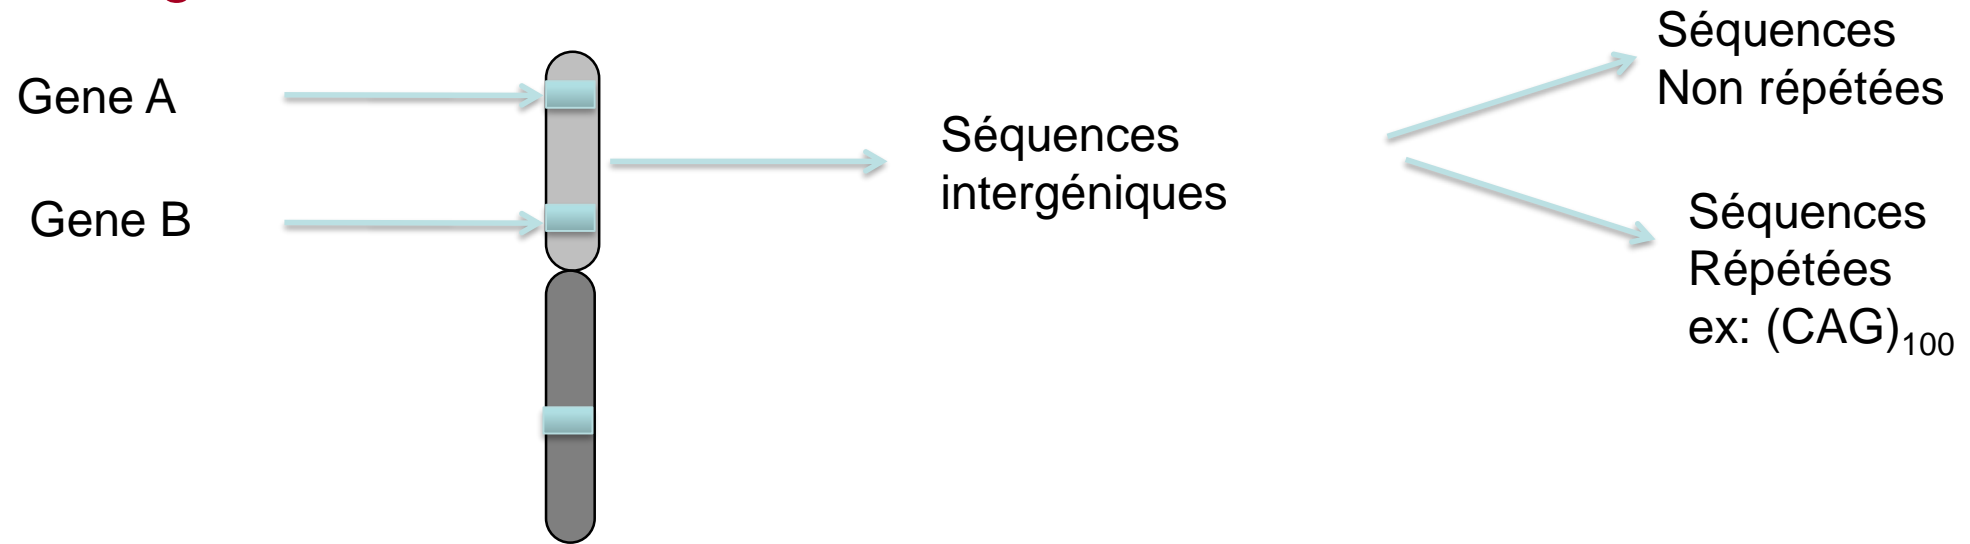 Gene A
Gene B
Séquences
intergéniques
Séquences
Non répétées
Séquences
Répétées
ex: (CAG)₁₀₀